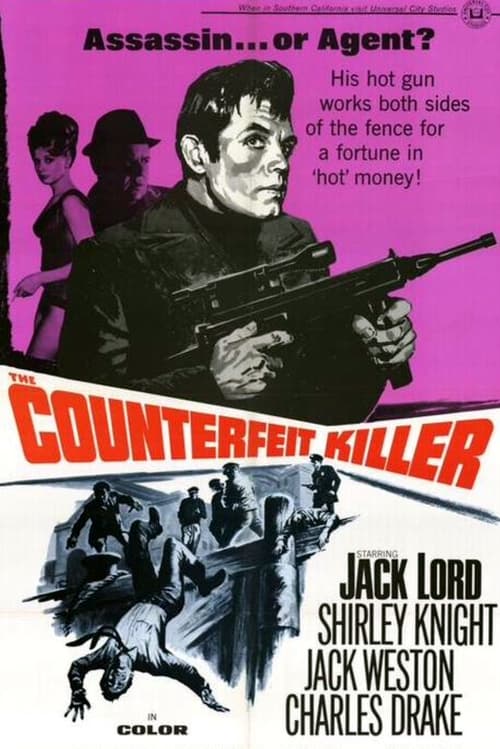 When in Southern California visit Universal City Studios
Assassin...or Agent?
His hot gun
works both sides
of the fence for
a fortune in
'hot' money!
THE
COUNTERFEIT KILLER
STARRING
JACK LORD
SHIRLEY KNIGHT
JACK WESTON
CHARLES DRAKE
IN
COLOR